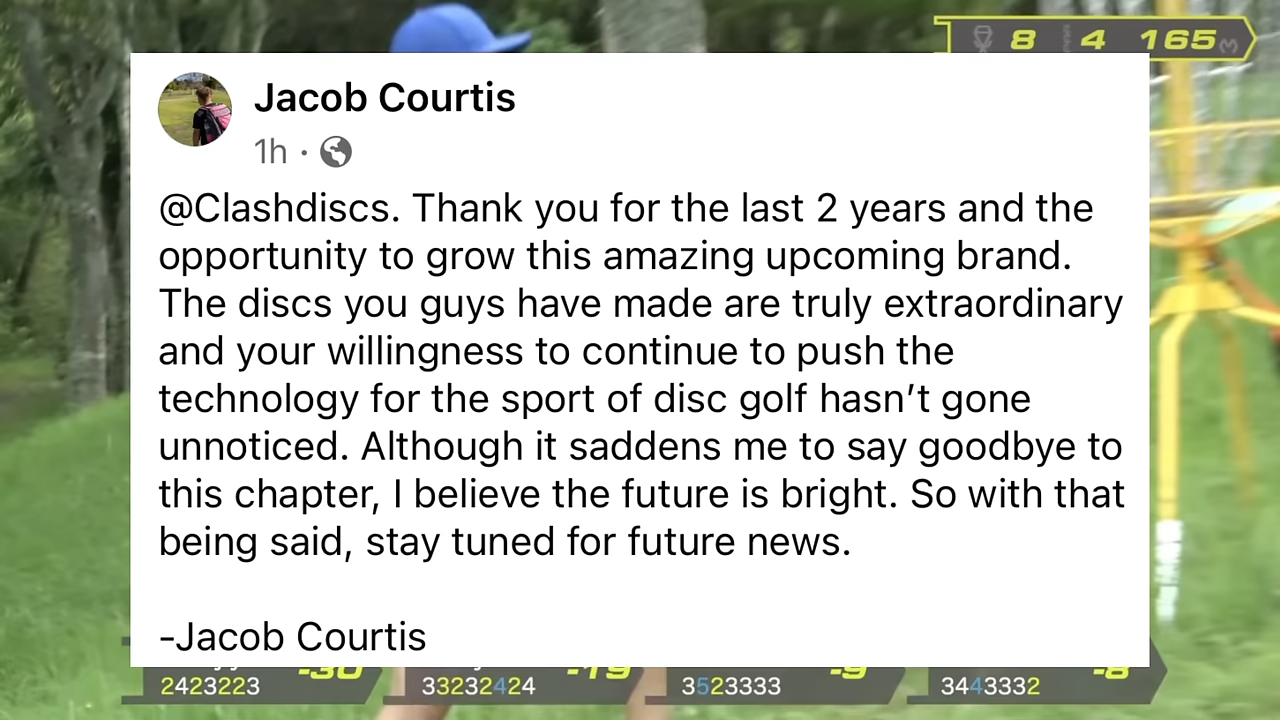 8 4 165
Jacob Courtis
1h ·
@Clashdiscs. Thank you for the last 2 years and the
opportunity to grow this amazing upcoming brand.
The discs you guys have made are truly extraordinary
and your willingness to continue to push the
technology for the sport of disc golf hasn’t gone
unnoticed. Although it saddens me to say goodbye to
this chapter, I believe the future is bright. So with that
being said, stay tuned for future news.
-Jacob Courtis
-30 -19 -9 -8
2423223 33232424 3523333 3443332